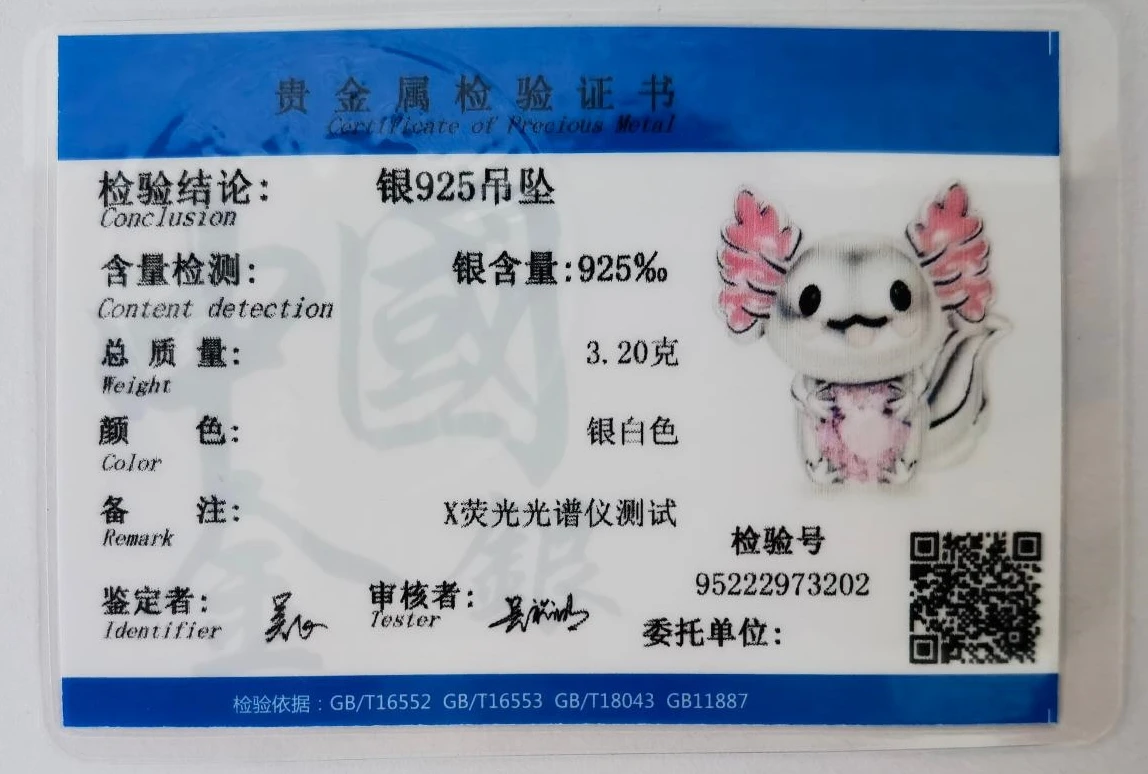 贵金属检验证书
Certificate of Precious Metal
检验结论: 银925吊坠
Conclusion
含量检测: 银含量:925‰
Content detection
总质量: 3.20克
Weight
颜色: 银白色
Color
备注: X荧光光谱仪测试
Remark
检验号
95222973202
鉴定者: 审核者:
Identifier Tester
委托单位:
检验依据:GB/T16552 GB/T16553 GB/T18043 GB11887
中國
金銀